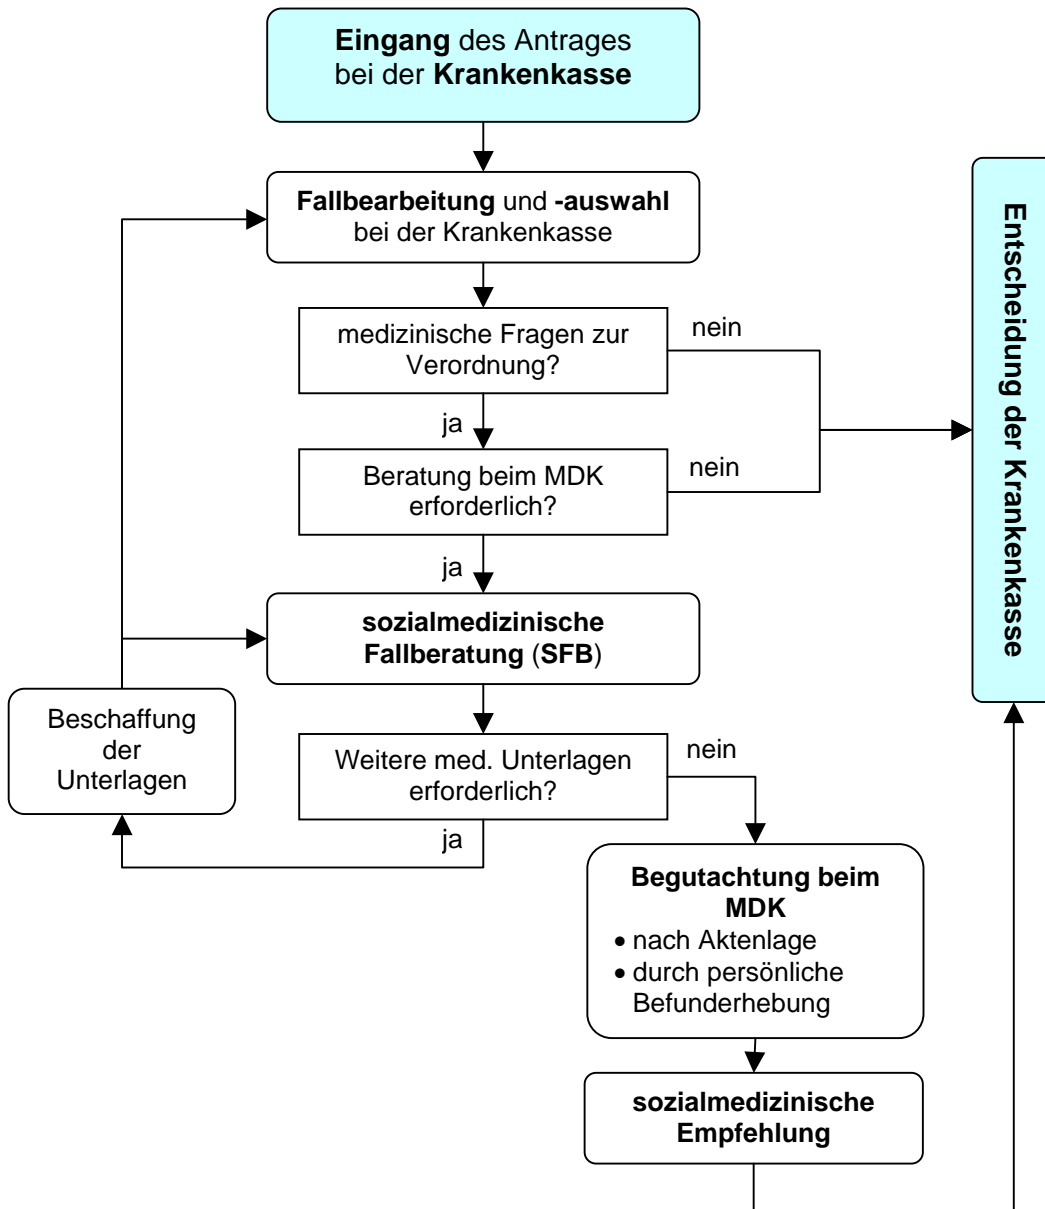 Eingang des Antrages
bei der Krankenkasse
Fallbearbeitung und -auswahl
bei der Krankenkasse
medizinische Fragen zur
Verordnung?
nein
ja
Beratung beim MDK
erforderlich?
nein
ja
Entscheidung der Krankenkasse
sozialmedizinische
Fallberatung (SFB)
Beschaffung
der
Unterlagen
Weitere med. Unterlagen
erforderlich?
nein
ja
Begutachtung beim
MDK
• nach Aktenlage
• durch persönliche
Befunderhebung
sozialmedizinische
Empfehlung